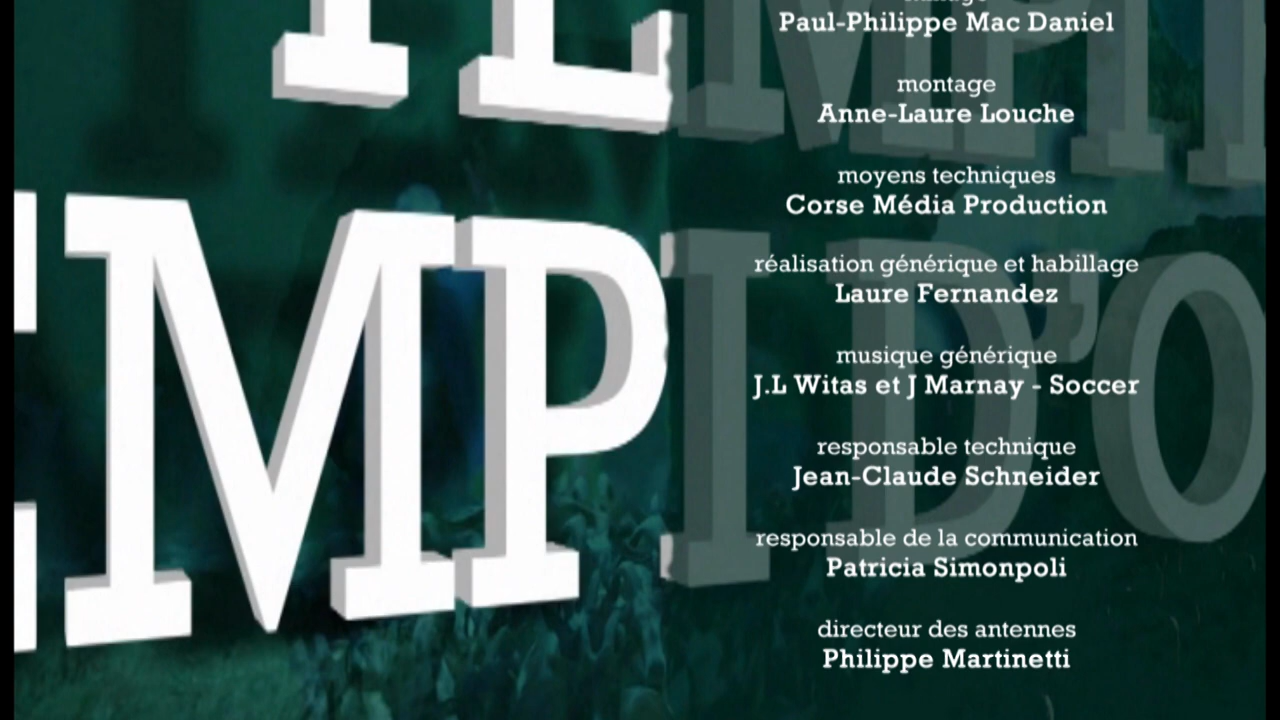 Paul-Philippe Mac Daniel
montage
Anne-Laure Louche
moyens techniques
Corse Média Production
réalisation générique et habillage
Laure Fernandez
musique générique
J.L Witas et J Marnay - Soccer
responsable technique
Jean-Claude Schneider
responsable de la communication
Patricia Simonpoli
directeur des antennes
Philippe Martinetti
EMPI D'O